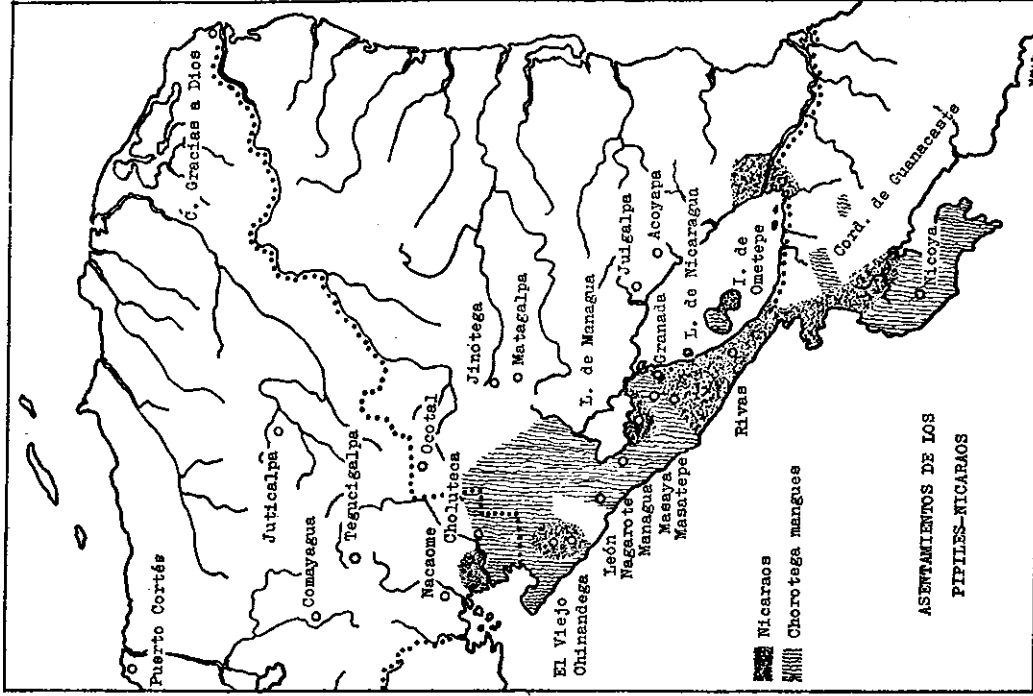 Puerto Cortés
C. Gracias a Dios
Juticalpa
Comayagua
Tegucigalpa
Nacaome
Choluteca
Ocotal
Jinótega
Matagalpa
El Viejo
Chinandega
León
Nagarote
Managua
Masaya
Masatepe
L. de Managua
Juigalpa
Acoyapa
Granada
L. de Nicaragua
I. de
Ometepe
Rivas
Cord. de Guanacaste
Nicoya
Nicaraos
Chorotega mangues
ASENTAMIENTOS DE LOS
PIPILES-NICARAOS